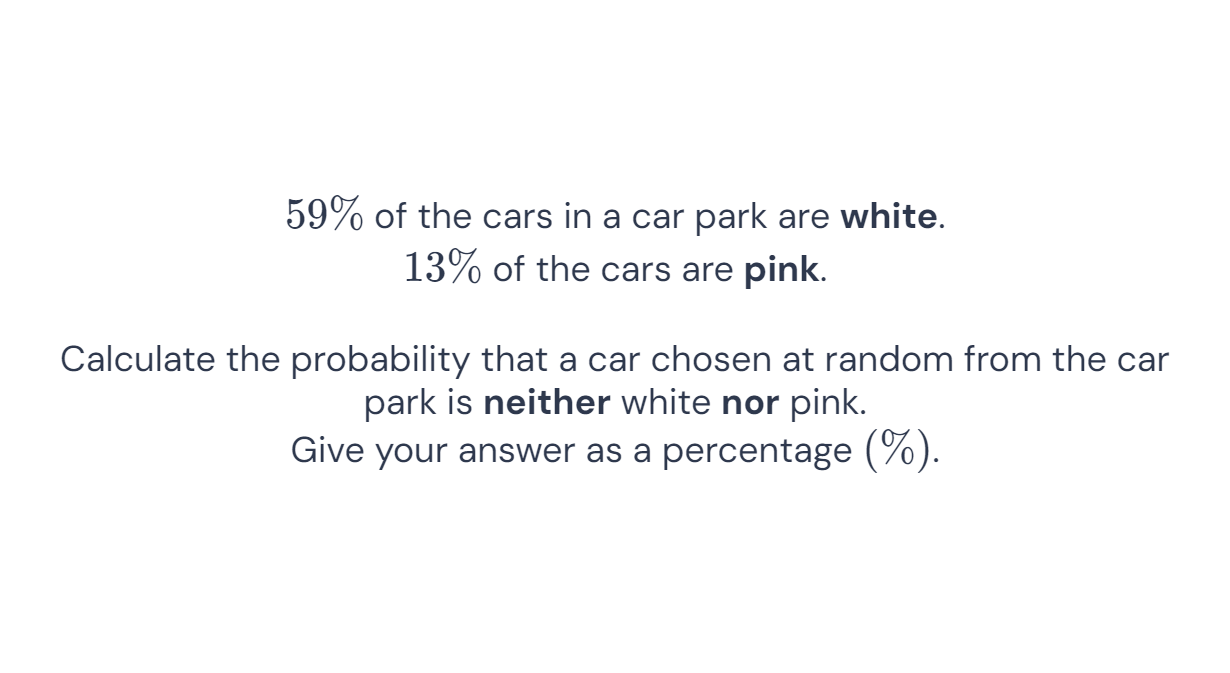 59% of the cars in a car park are white.
13% of the cars are pink.
Calculate the probability that a car chosen at random from the car
park is neither white nor pink.
Give your answer as a percentage (%).